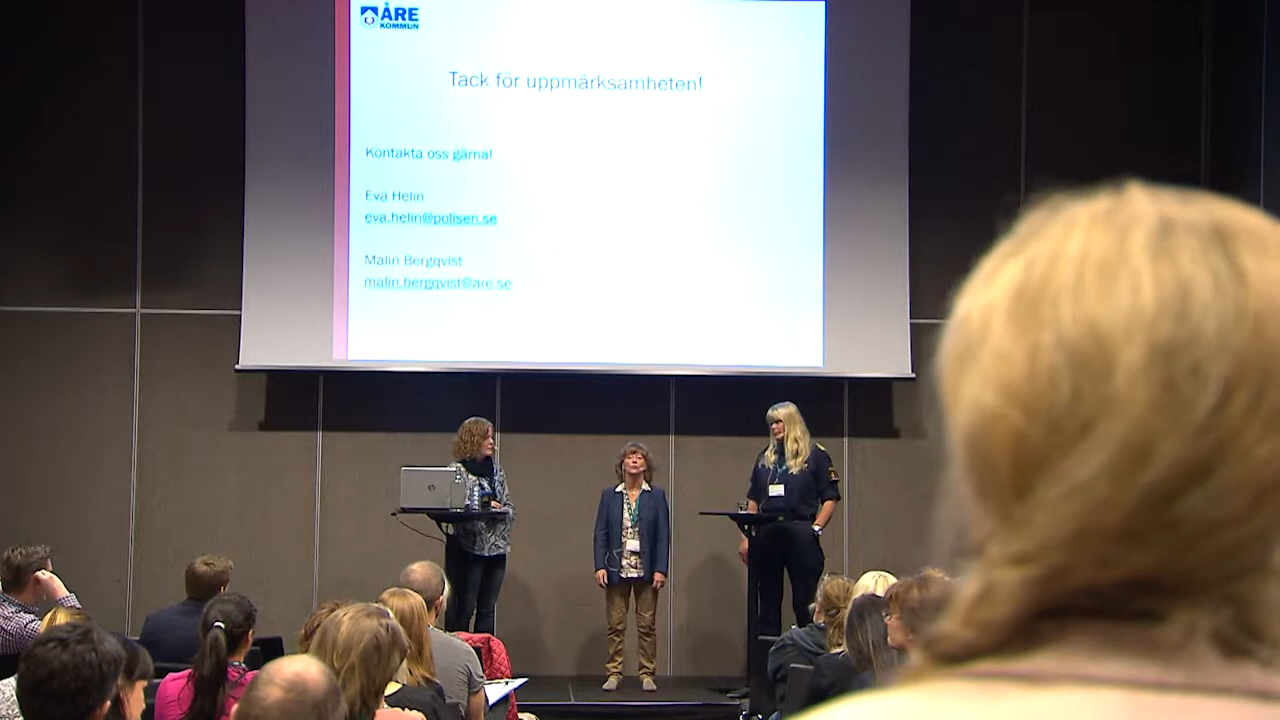 ÅRE
KOMMUN
Tack för uppmärksamheten!
Kontakta oss gärna!
Eva Helin
eva.helin@polisen.se
Malin Bergqvist
malin.bergqvist@are.se
hp